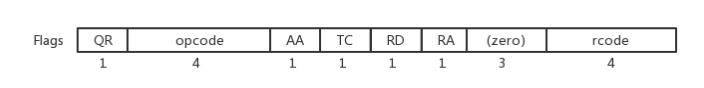 Flags QR opcode AA TC RD RA (zero) rcode
1 4 1 1 1 1 3 4